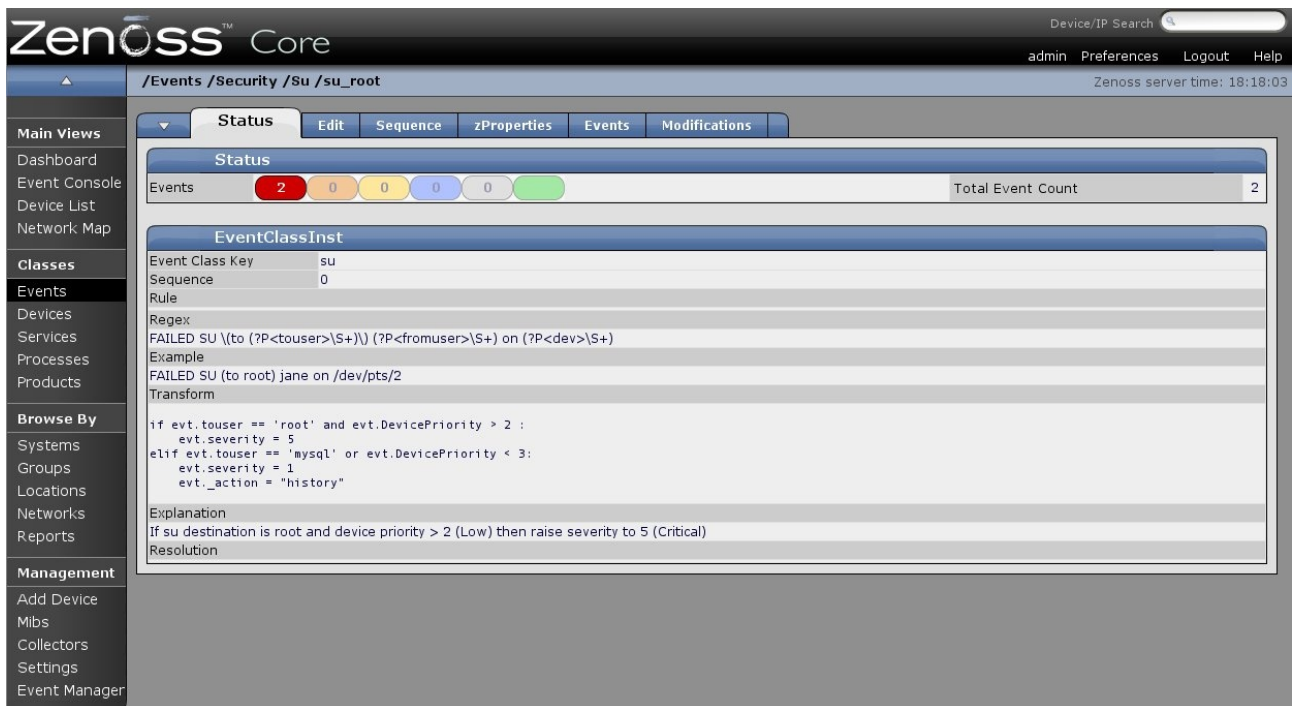 Zenoss™ Core
Device/IP Search
admin Preferences Logout Help
/Events /Security /Su /su_root
Zenoss server time: 18:18:03
Main Views
Dashboard
Event Console
Device List
Network Map
Classes
Events
Devices
Services
Processes
Products
Browse By
Systems
Groups
Locations
Networks
Reports
Management
Add Device
Mibs
Collectors
Settings
Event Manager
Status Edit Sequence zProperties Events Modifications
Status
Events 2 0 0 0 0 Total Event Count 2
EventClassInst
Event Class Key su
Sequence 0
Rule
Regex
FAILED SU \(to (?P<touser>\S+)\) (?P<fromuser>\S+) on (?P<dev>\S+)
Example
FAILED SU (to root) jane on /dev/pts/2
Transform
if evt.touser == 'root' and evt.DevicePriority > 2 :
    evt.severity = 5
elif evt.touser == 'mysql' or evt.DevicePriority < 3:
    evt.severity = 1
    evt._action = "history"
Explanation
If su destination is root and device priority > 2 (Low) then raise severity to 5 (Critical)
Resolution